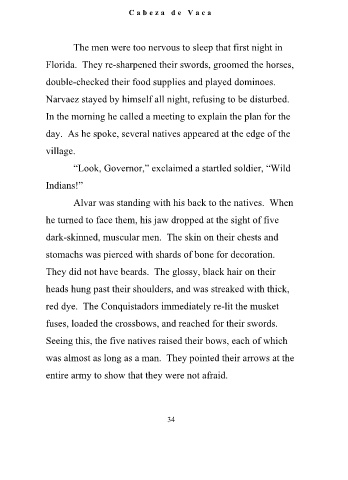 Cabeza de Vaca
The men were too nervous to sleep that first night in
Florida. They re-sharpened their swords, groomed the horses,
double-checked their food supplies and played dominoes.
Narvaez stayed by himself all night, refusing to be disturbed.
In the morning he called a meeting to explain the plan for the
day. As he spoke, several natives appeared at the edge of the
village.
“Look, Governor,” exclaimed a startled soldier, “Wild
Indians!”
Alvar was standing with his back to the natives. When
he turned to face them, his jaw dropped at the sight of five
dark-skinned, muscular men. The skin on their chests and
stomachs was pierced with shards of bone for decoration.
They did not have beards. The glossy, black hair on their
heads hung past their shoulders, and was streaked with thick,
red dye. The Conquistadors immediately re-lit the musket
fuses, loaded the crossbows, and reached for their swords.
Seeing this, the five natives raised their bows, each of which
was almost as long as a man. They pointed their arrows at the
entire army to show that they were not afraid.
34